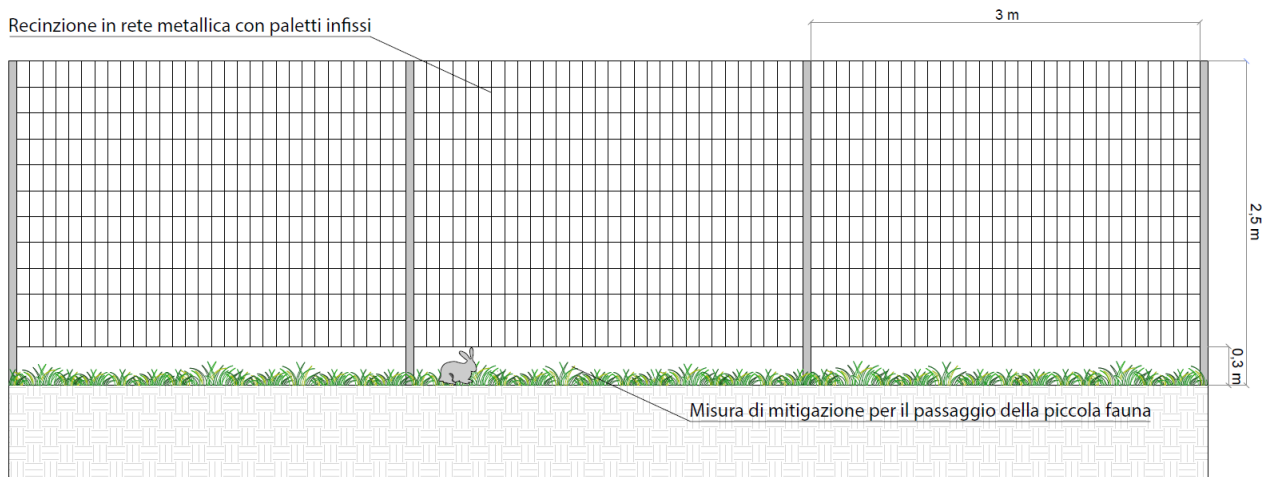 Recinzione in rete metallica con paletti infissi
3 m
2,5 m
0,3 m
Misura di mitigazione per il passaggio della piccola fauna